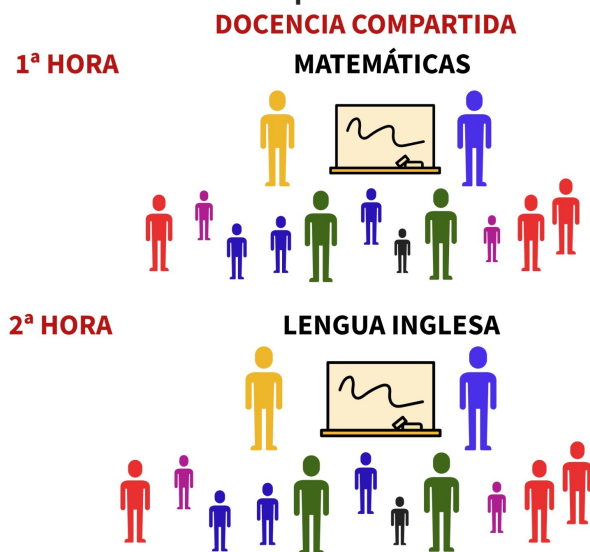 DOCENCIA COMPARTIDA
1ª HORA
MATEMÁTICAS
2ª HORA
LENGUA INGLESA